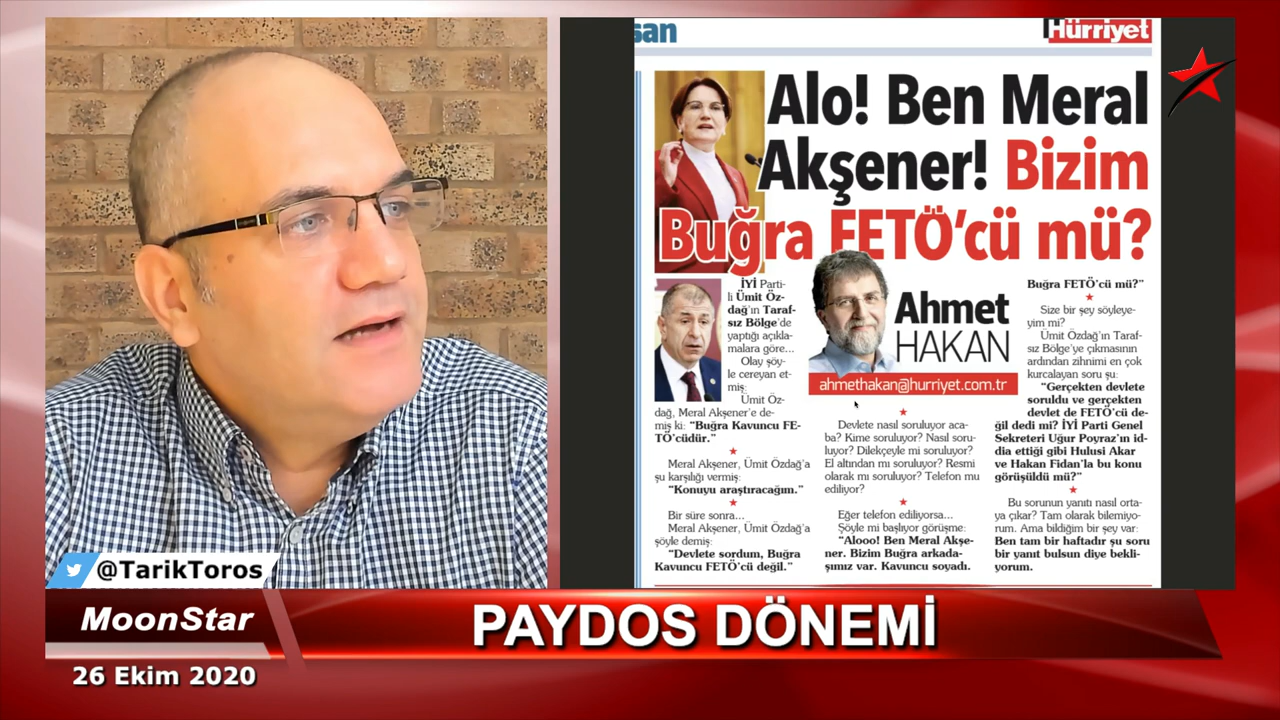 san
Hürriyet
Alo! Ben Meral
Akşener! Bizim
Buğra FETÖ'cü mü?
İYİ Parti-
li Ümit Öz-
dağ'ın Taraf-
sız Bölge'de
yaptığı açıkla-
malara göre...
Olay şöy-
le cereyan et-
miş:
Ümit Öz-
dağ, Meral Akşener'e de-
miş ki: "Buğra Kavuncu FE-
TÖ'cüdür."
Meral Akşener, Ümit Özdağ'a
şu karşılığı vermiş:
"Konuyu araştıracağım."
Bir süre sonra...
Meral Akşener, Ümit Özdağ'a
şöyle demiş:
"Devlete sordum, Buğra
Kavuncu FETÖ'cü değil."
Ahmet
HAKAN
ahmethakan@hurriyet.com.tr
Devlete nasıl soruluyor aca-
ba? Kime soruluyor? Nasıl soru-
luyor? Dilekçeyle mi soruluyor?
El altından mı soruluyor? Resmi
olarak mı soruluyor? Telefon mu
ediliyor?
Eğer telefon ediliyorsa...
Şöyle mi başlıyor görüşme:
"Alooo! Ben Meral Akşe-
ner. Bizim Buğra arkada-
şımız var. Kavuncu soyadı.
Buğra FETÖ'cü mü?"
Size bir şey söyleye-
yim mi?
Ümit Özdağ'ın Taraf-
sız Bölge'ye çıkmasının
ardından zihnimi en çok
kurcalayan soru şu:
"Gerçekten devlete
soruldu ve gerçekten
devlet de FETÖ'cü de-
ğil dedi mi? İYİ Parti Genel
Sekreteri Uğur Poyraz'ın id-
dia ettiği gibi Hulusi Akar
ve Hakan Fidan'la bu konu
görüşüldü mü?"
Bu sorunun yanıtı nasıl orta-
ya çıkar? Tam olarak bilemiyo-
rum. Ama bildiğim bir şey var:
Ben tam bir haftadır şu soru
bir yanıt bulsun diye bekli-
yorum.
@TarikToros
MoonStar
PAYDOS DÖNEMİ
26 Ekim 2020